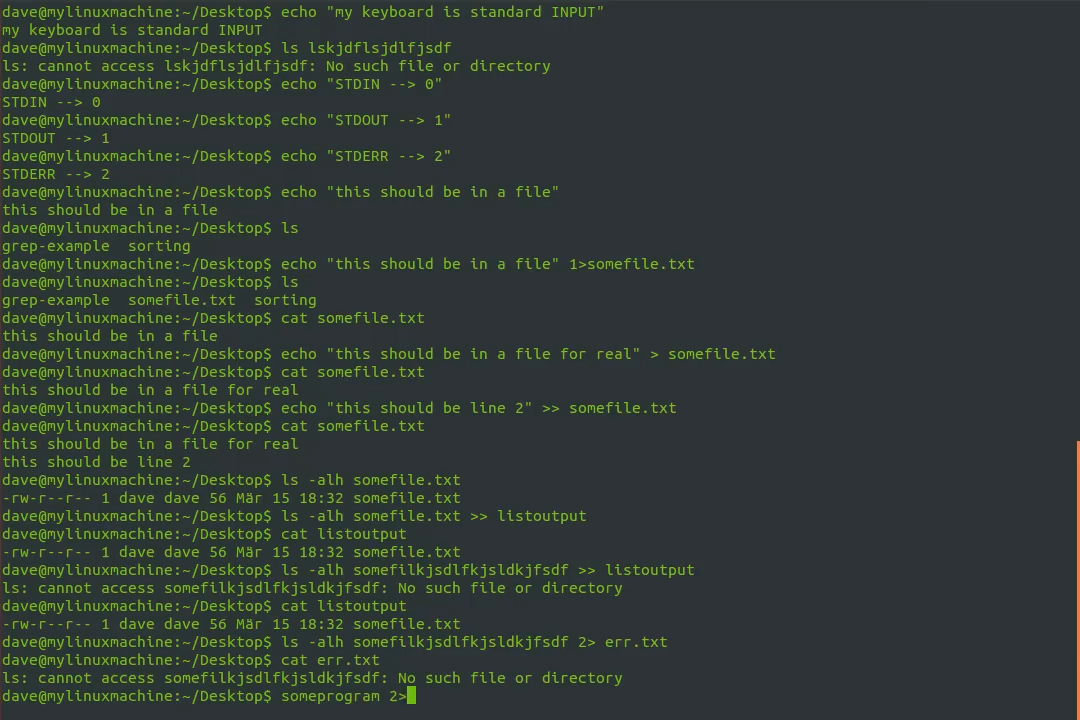 dave@mylinuxmachine:~/Desktop$ echo "my keyboard is standard INPUT"
my keyboard is standard INPUT
dave@mylinuxmachine:~/Desktop$ ls lskjdflsjdlfjsdf
ls: cannot access lskjdflsjdlfjsdf: No such file or directory
dave@mylinuxmachine:~/Desktop$ echo "STDIN --> 0"
STDIN --> 0
dave@mylinuxmachine:~/Desktop$ echo "STDOUT --> 1"
STDOUT --> 1
dave@mylinuxmachine:~/Desktop$ echo "STDERR --> 2"
STDERR --> 2
dave@mylinuxmachine:~/Desktop$ echo "this should be in a file"
this should be in a file
dave@mylinuxmachine:~/Desktop$ ls
grep-example  sorting
dave@mylinuxmachine:~/Desktop$ echo "this should be in a file" 1>somefile.txt
dave@mylinuxmachine:~/Desktop$ ls
grep-example  somefile.txt  sorting
dave@mylinuxmachine:~/Desktop$ cat somefile.txt
this should be in a file
dave@mylinuxmachine:~/Desktop$ echo "this should be in a file for real" > somefile.txt
dave@mylinuxmachine:~/Desktop$ cat somefile.txt
this should be in a file for real
dave@mylinuxmachine:~/Desktop$ echo "this should be line 2" >> somefile.txt
dave@mylinuxmachine:~/Desktop$ cat somefile.txt
this should be in a file for real
this should be line 2
dave@mylinuxmachine:~/Desktop$ ls -alh somefile.txt
-rw-r--r-- 1 dave dave 56 Mär 15 18:32 somefile.txt
dave@mylinuxmachine:~/Desktop$ ls -alh somefile.txt >> listoutput
dave@mylinuxmachine:~/Desktop$ cat listoutput
-rw-r--r-- 1 dave dave 56 Mär 15 18:32 somefile.txt
dave@mylinuxmachine:~/Desktop$ ls -alh somefilkjsdlfkjsldkjfsdf >> listoutput
ls: cannot access somefilkjsdlfkjsldkjfsdf: No such file or directory
dave@mylinuxmachine:~/Desktop$ cat listoutput
-rw-r--r-- 1 dave dave 56 Mär 15 18:32 somefile.txt
dave@mylinuxmachine:~/Desktop$ ls -alh somefilkjsdlfkjsldkjfsdf 2> err.txt
dave@mylinuxmachine:~/Desktop$ cat err.txt
ls: cannot access somefilkjsdlfkjsldkjfsdf: No such file or directory
dave@mylinuxmachine:~/Desktop$ someprogram 2>